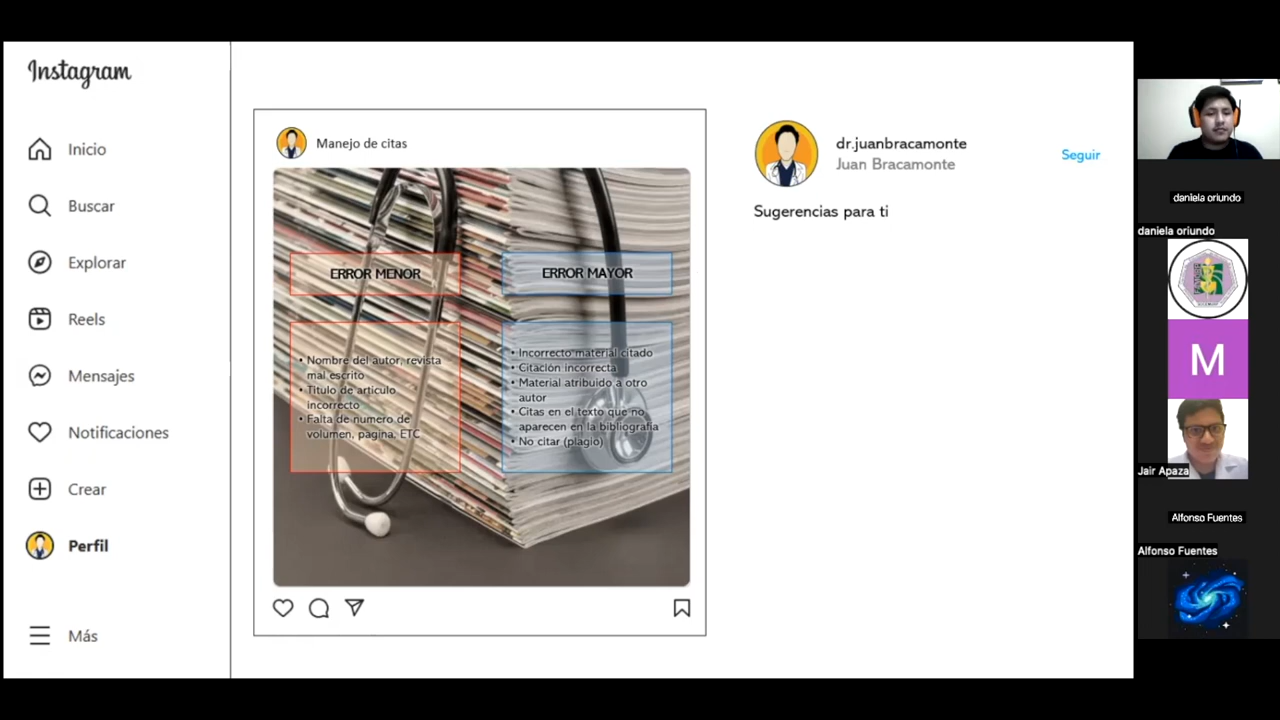 Instagram
Inicio
Buscar
Explorar
Reels
Mensajes
Notificaciones
Crear
Perfil
Más
Manejo de citas
ERROR MENOR
• Nombre del autor, revista
mal escrito
• Titulo de articulo
incorrecto
• Falta de numero de
volumen, pagina, ETC
ERROR MAYOR
• Incorrecto material citado
• Citación incorrecta
• Material atribuido a otro
autor
• Citas en el texto que no
aparecen en la bibliografia
• No citar (plagio)
dr.juanbracamonte
Juan Bracamonte
Seguir
Sugerencias para ti
daniela oriundo
daniela oriundo
M
Jair Apaza
Alfonso Fuentes
Alfonso Fuentes